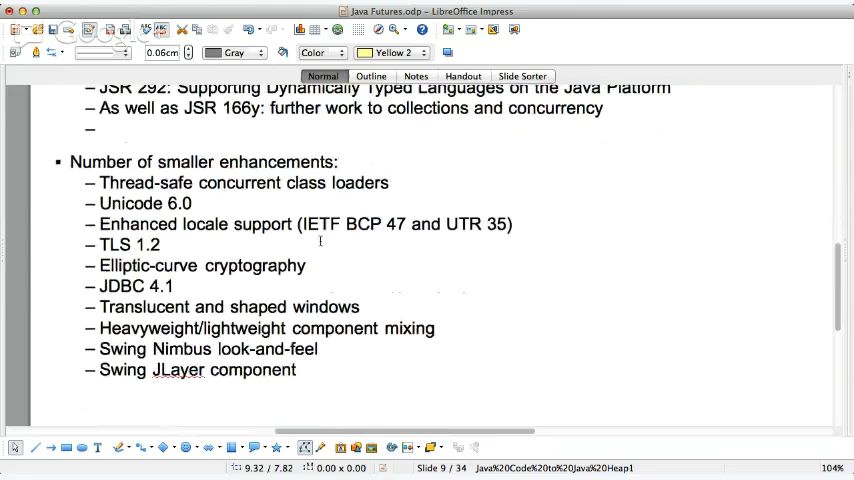 Java Futures.odp - LibreOffice Impress
0.06cm
Gray
Color
Yellow 2
Normal
Outline
Notes
Handout
Slide Sorter
– JSR 292: Supporting Dynamically Typed Languages on the Java Platform
– As well as JSR 166y: further work to collections and concurrency
–
▪ Number of smaller enhancements:
– Thread-safe concurrent class loaders
– Unicode 6.0
– Enhanced locale support (IETF BCP 47 and UTR 35)
– TLS 1.2
– Elliptic-curve cryptography
– JDBC 4.1
– Translucent and shaped windows
– Heavyweight/lightweight component mixing
– Swing Nimbus look-and-feel
– Swing JLayer component
9.32 / 7.82
0.00 x 0.00
Slide 9 / 34
Java%20Code%20to%20Java%20Heap1
104%